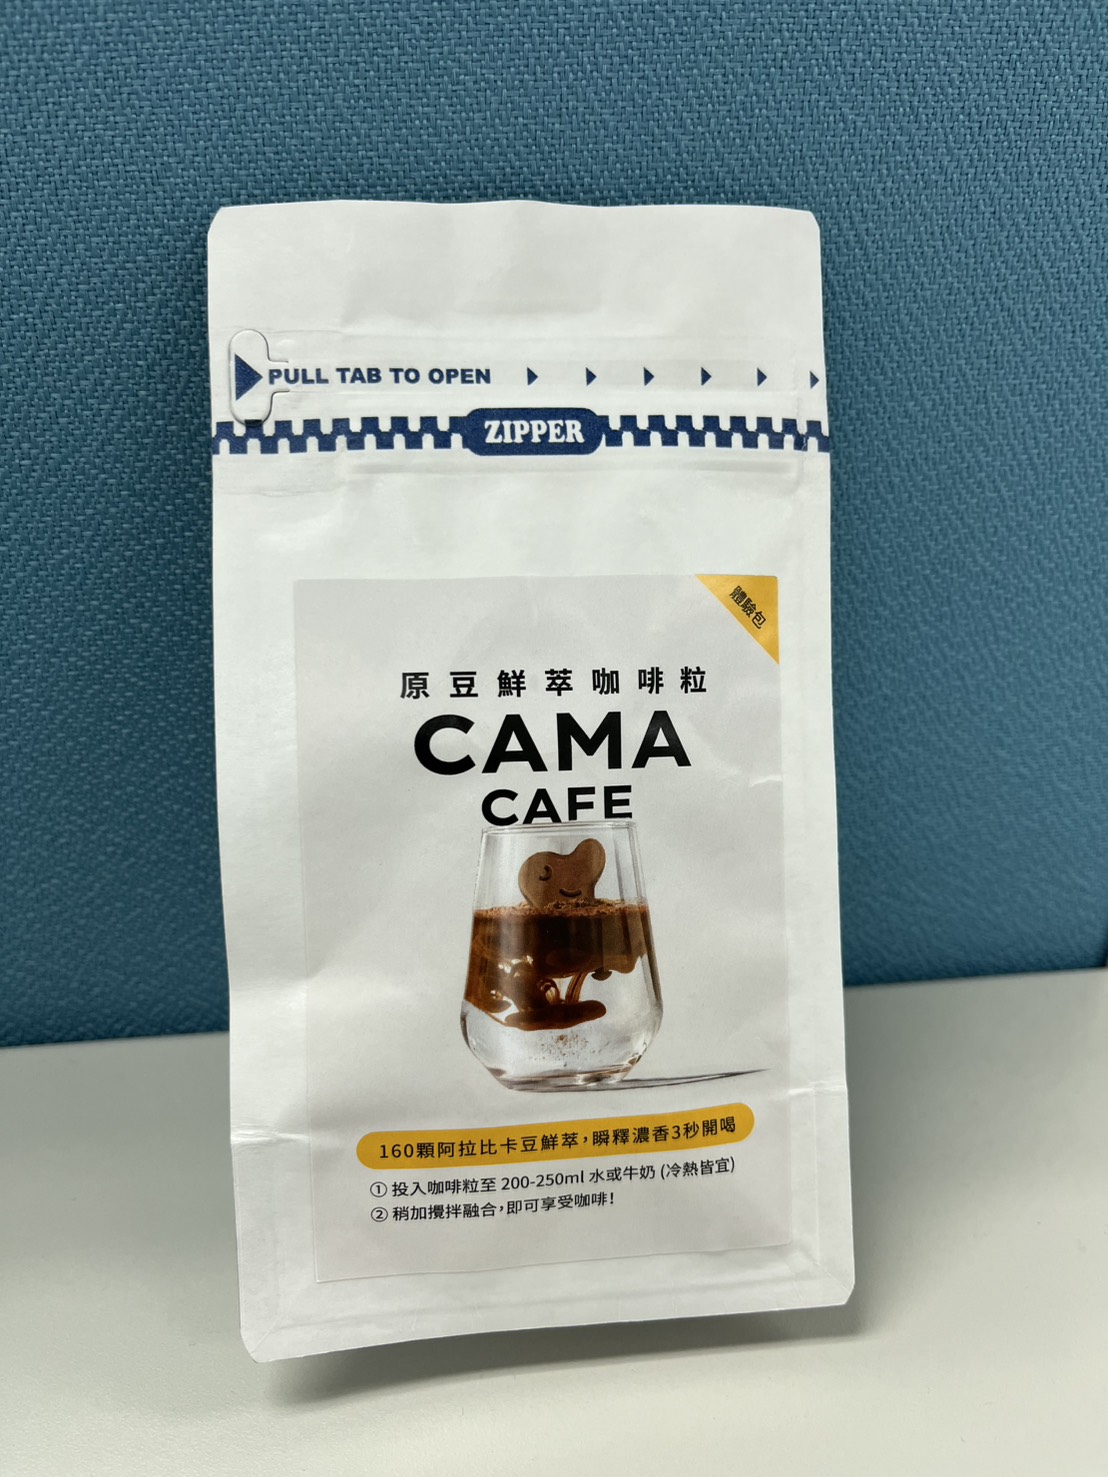 PULL TAB TO OPEN
ZIPPER
體驗包
原豆鮮萃咖啡粒
CAMA
CAFE
160顆阿拉比卡豆鮮萃,瞬釋濃香3秒開喝
① 投入咖啡粒至 200-250ml 水或牛奶 (冷熱皆宜)
② 稍加攪拌融合,即可享受咖啡!